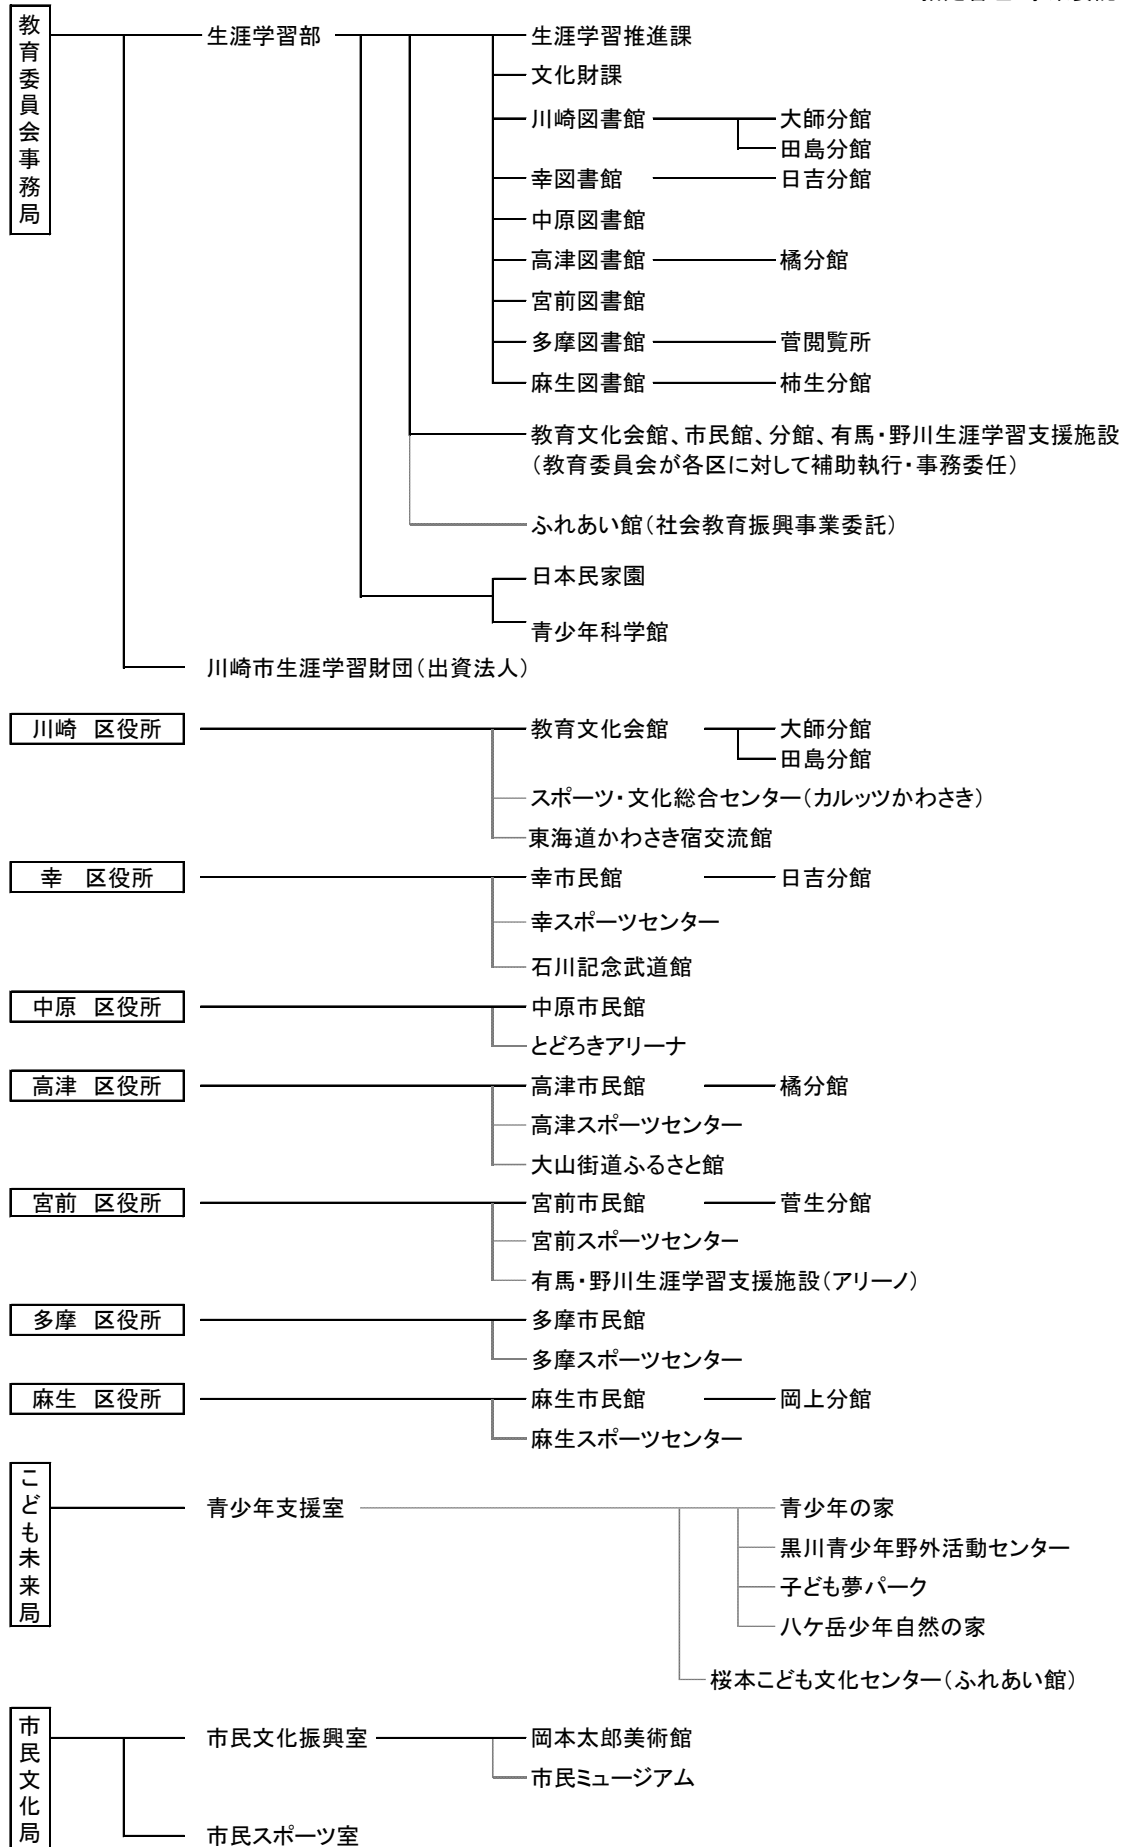 教育委員会事務局
生涯学習部
生涯学習推進課
文化財課
川崎図書館 大師分館
田島分館
幸図書館 日吉分館
中原図書館
高津図書館 橘分館
宮前図書館
多摩図書館 菅閲覧所
麻生図書館 柿生分館
教育文化会館、市民館、分館、有馬・野川生涯学習支援施設
（教育委員会が各区に対して補助執行・事務委任）
ふれあい館（社会教育振興事業委託）
日本民家園
青少年科学館
川崎市生涯学習財団（出資法人）
川崎 区役所 教育文化会館 大師分館
田島分館
スポーツ・文化総合センター（カルッツかわさき）
東海道かわさき宿交流館
幸 区役所 幸市民館 日吉分館
幸スポーツセンター
石川記念武道館
中原 区役所 中原市民館
とどろきアリーナ
高津 区役所 高津市民館 橘分館
高津スポーツセンター
大山街道ふるさと館
宮前 区役所 宮前市民館 菅生分館
宮前スポーツセンター
有馬・野川生涯学習支援施設（アリーノ）
多摩 区役所 多摩市民館
多摩スポーツセンター
麻生 区役所 麻生市民館 岡上分館
麻生スポーツセンター
こども未来局
青少年支援室 青少年の家
黒川青少年野外活動センター
子ども夢パーク
八ケ岳少年自然の家
桜本こども文化センター（ふれあい館）
市民文化局
市民文化振興室 岡本太郎美術館
市民ミュージアム
市民スポーツ室